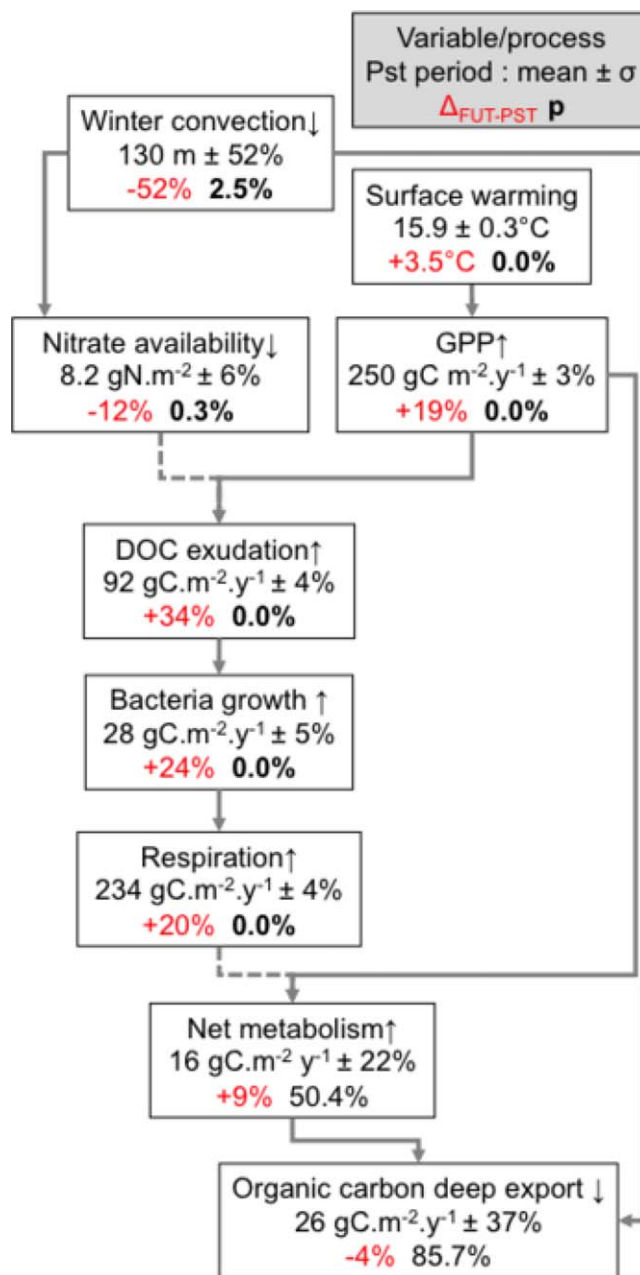 Variable/process
Pst period : mean ± σ
ΔFUT-PST p
Winter convection↓
130 m ± 52%
-52% 2.5%
Surface warming
15.9 ± 0.3°C
+3.5°C 0.0%
Nitrate availability↓
8.2 gN.m⁻² ± 6%
-12% 0.3%
GPP↑
250 gC m⁻².y⁻¹ ± 3%
+19% 0.0%
DOC exudation↑
92 gC.m⁻².y⁻¹ ± 4%
+34% 0.0%
Bacteria growth ↑
28 gC.m⁻².y⁻¹ ± 5%
+24% 0.0%
Respiration↑
234 gC.m⁻².y⁻¹ ± 4%
+20% 0.0%
Net metabolism↑
16 gC.m⁻² y⁻¹ ± 22%
+9% 50.4%
Organic carbon deep export ↓
26 gC.m⁻².y⁻¹ ± 37%
-4% 85.7%